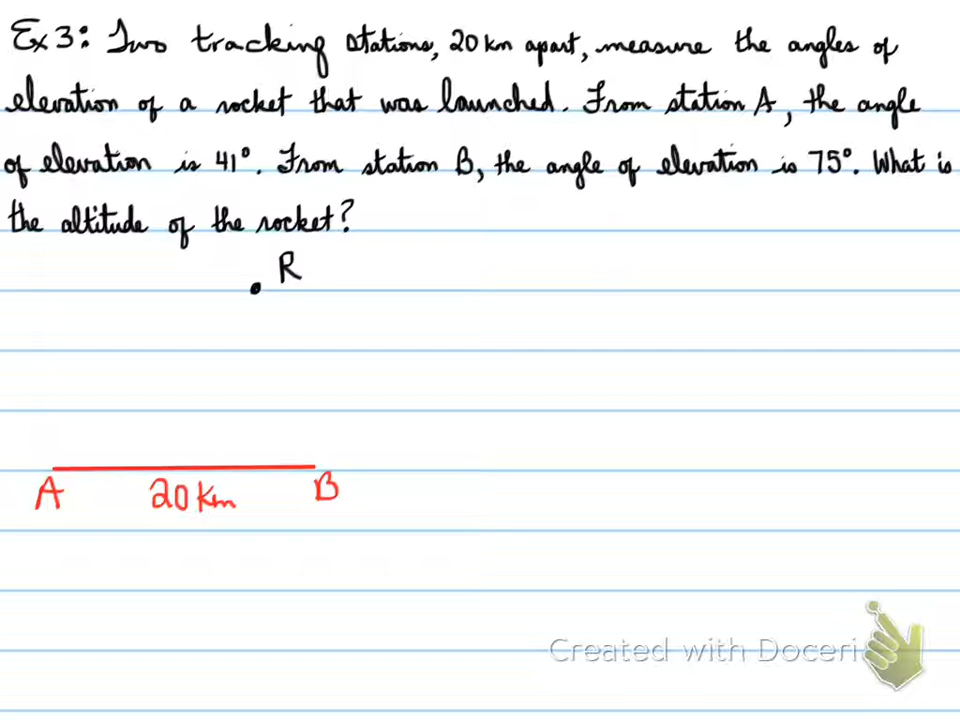 Ex 3: Two tracking stations, 20 km apart, measure the angles of
elevation of a rocket that was launched. From station A, the angle
of elevation is 41°. From station B, the angle of elevation is 75°. What is
the altitude of the rocket?
R
A 20 km B
Created with Doceri